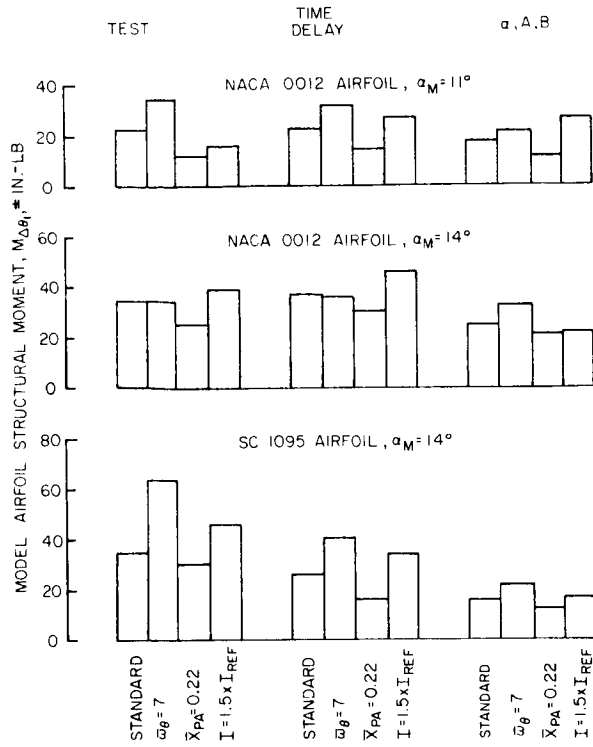 TEST
TIME DELAY
α, A, B
NACA 0012 AIRFOIL, αM = 11°
40
20
0
NACA 0012 AIRFOIL, αM = 14°
60
40
20
0
SC 1095 AIRFOIL, αM = 14°
80
60
40
20
0
MODEL AIRFOIL STRUCTURAL MOMENT, MΔθ1, ± IN.-LB
STANDARD
ω̄θ = 7
X̄PA = 0.22
I = 1.5 x IREF
STANDARD
ω̄θ = 7
X̄PA = 0.22
I = 1.5 x IREF
STANDARD
ω̄θ = 7
X̄PA = 0.22
I = 1.5 x IREF